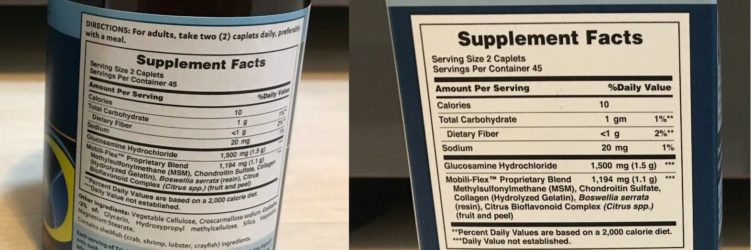 DIRECTIONS: For adults, take two (2) caplets daily, preferably
with a meal.
Supplement Facts
Serving Size 2 Caplets
Servings Per Container 45
Amount Per Serving %Daily Value
Calories 10
Total Carbohydrate 1 g 1%**
Dietary Fiber <1 g 2%**
Sodium 20 mg
Glucosamine Hydrochloride 1,500 mg (1.5 g)
Mobili-Flex™ Proprietary Blend 1,194 mg (1.1 g)
Methylsulfonylmethane (MSM), Chondroitin Sulfate, Collagen
(Hydrolyzed Gelatin), Boswellia serrata (resin), Citrus
Bioflavonoid Complex (Citrus spp.) (fruit and peel)
**Percent Daily Values are based on a 2,000 calorie diet.
***Daily Value not established.
Other Ingredients: Vegetable Cellulose, Croscarmellose sodium
Glycerin, Hydroxypropyl methylcellulose, Silica, Vegetable
Magnesium Stearate.
Contains shellfish (crab, shrimp, lobster, crayfish) ingredients
Each serving of
Supplement Facts
Serving Size 2 Caplets
Servings Per Container 45
Amount Per Serving %Daily Value
Calories 10
Total Carbohydrate 1 gm 1%**
Dietary Fiber <1 g 2%**
Sodium 20 mg 1%
Glucosamine Hydrochloride 1,500 mg (1.5 g) ***
Mobili-Flex™ Proprietary Blend 1,194 mg (1.1 g) ***
Methylsulfonylmethane (MSM), Chondroitin Sulfate,
Collagen (Hydrolyzed Gelatin), Boswellia serrata
(resin), Citrus Bioflavonoid Complex (Citrus spp.)
(fruit and peel)
**Percent Daily Values are based on a 2,000 calorie diet.
***Daily Value not established.